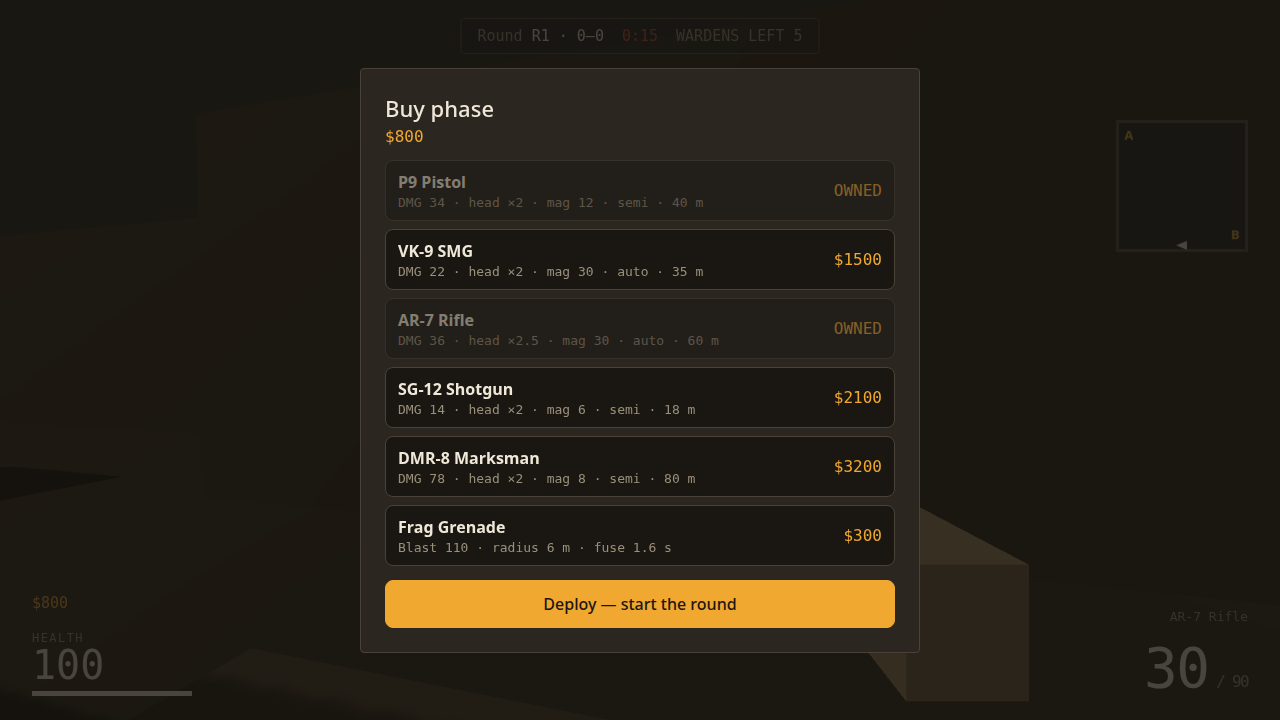 Round R1 · 0–0 0:15 WARDENS LEFT 5
Buy phase
$800
P9 Pistol
DMG 34 · head ×2 · mag 12 · semi · 40 m
OWNED
VK-9 SMG
DMG 22 · head ×2 · mag 30 · auto · 35 m
$1500
AR-7 Rifle
DMG 36 · head ×2.5 · mag 30 · auto · 60 m
OWNED
SG-12 Shotgun
DMG 14 · head ×2 · mag 6 · semi · 18 m
$2100
DMR-8 Marksman
DMG 78 · head ×2 · mag 8 · semi · 80 m
$3200
Frag Grenade
Blast 110 · radius 6 m · fuse 1.6 s
$300
Deploy — start the round
A
B
$800
HEALTH
100
AR-7 Rifle
30 / 90